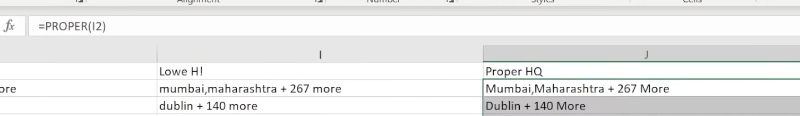 Alignment Number Styles Cells
fx =PROPER(I2)
I J
Lowe H! Proper HQ
ore mumbai,maharashtra + 267 more Mumbai,Maharashtra + 267 More
dublin + 140 more Dublin + 140 More